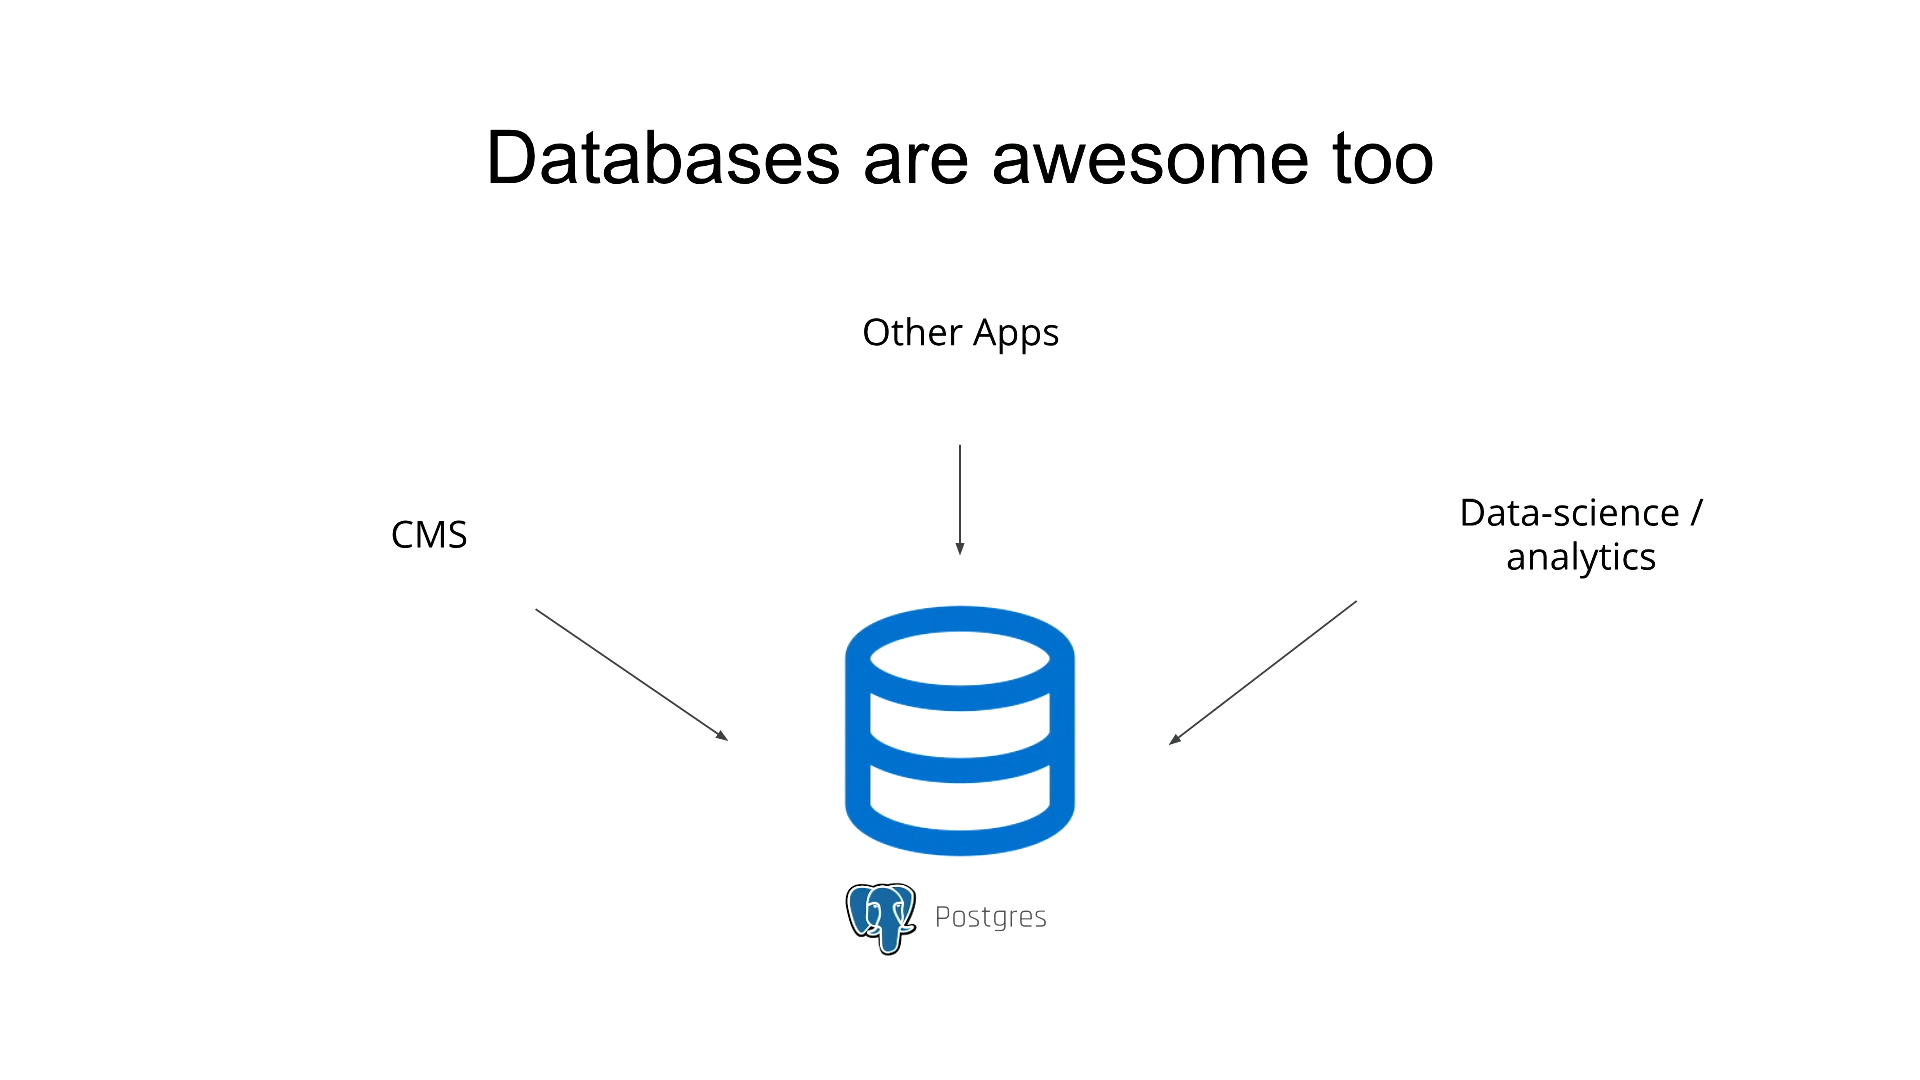 Databases are awesome too
Other Apps
CMS
Data-science /
analytics
Postgres